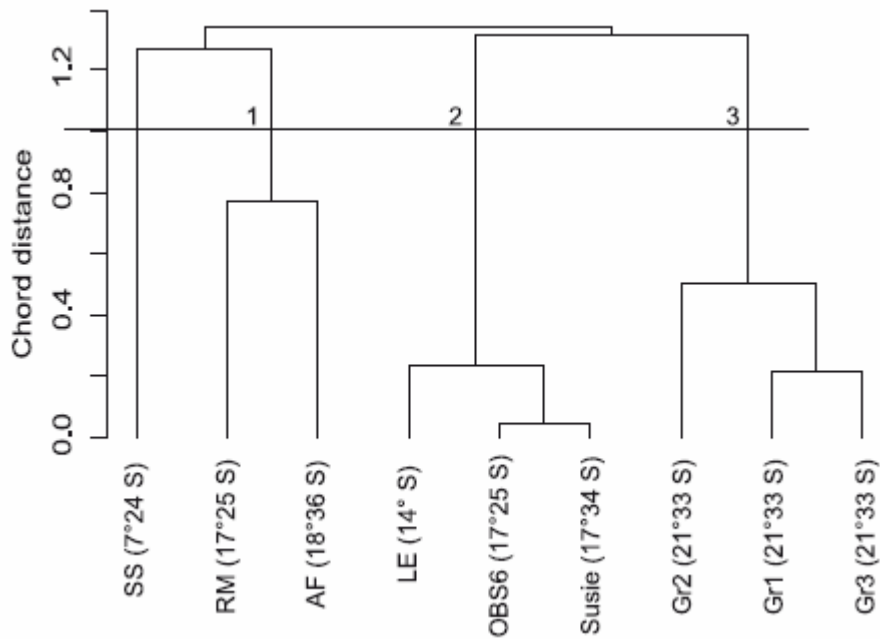 Chord distance
1.2
0.8
0.4
0.0
1
2
3
SS (7°24 S)
RM (17°25 S)
AF (18°36 S)
LE (14° S)
OBS6 (17°25 S)
Susie (17°34 S)
Gr2 (21°33 S)
Gr1 (21°33 S)
Gr3 (21°33 S)